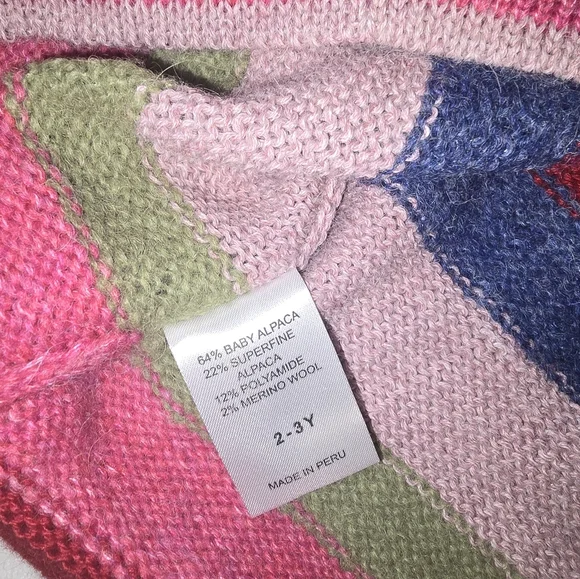 64% BABY ALPACA
22% SUPERFINE
ALPACA
12% POLYAMIDE
2% MERINO WOOL
2-3Y
MADE IN PERU